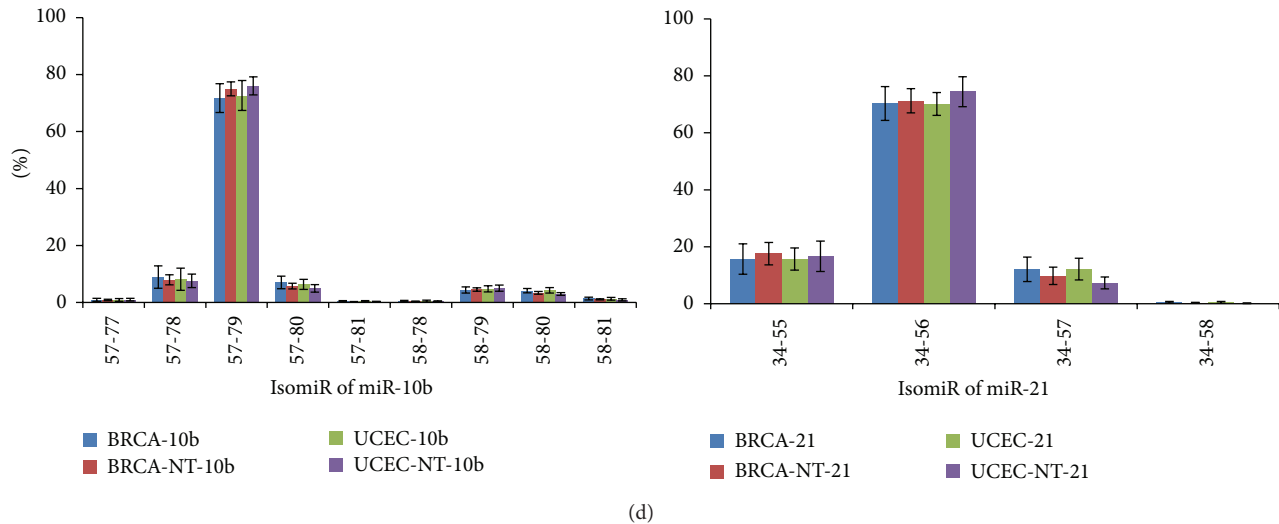 100
80
60
40
20
0
(%)
57-77
57-78
57-79
57-80
57-81
58-78
58-79
58-80
58-81
IsomiR of miR-10b
BRCA-10b
UCEC-10b
BRCA-NT-10b
UCEC-NT-10b
100
80
60
40
20
0
34-55
34-56
34-57
34-58
IsomiR of miR-21
BRCA-21
UCEC-21
BRCA-NT-21
UCEC-NT-21
(d)